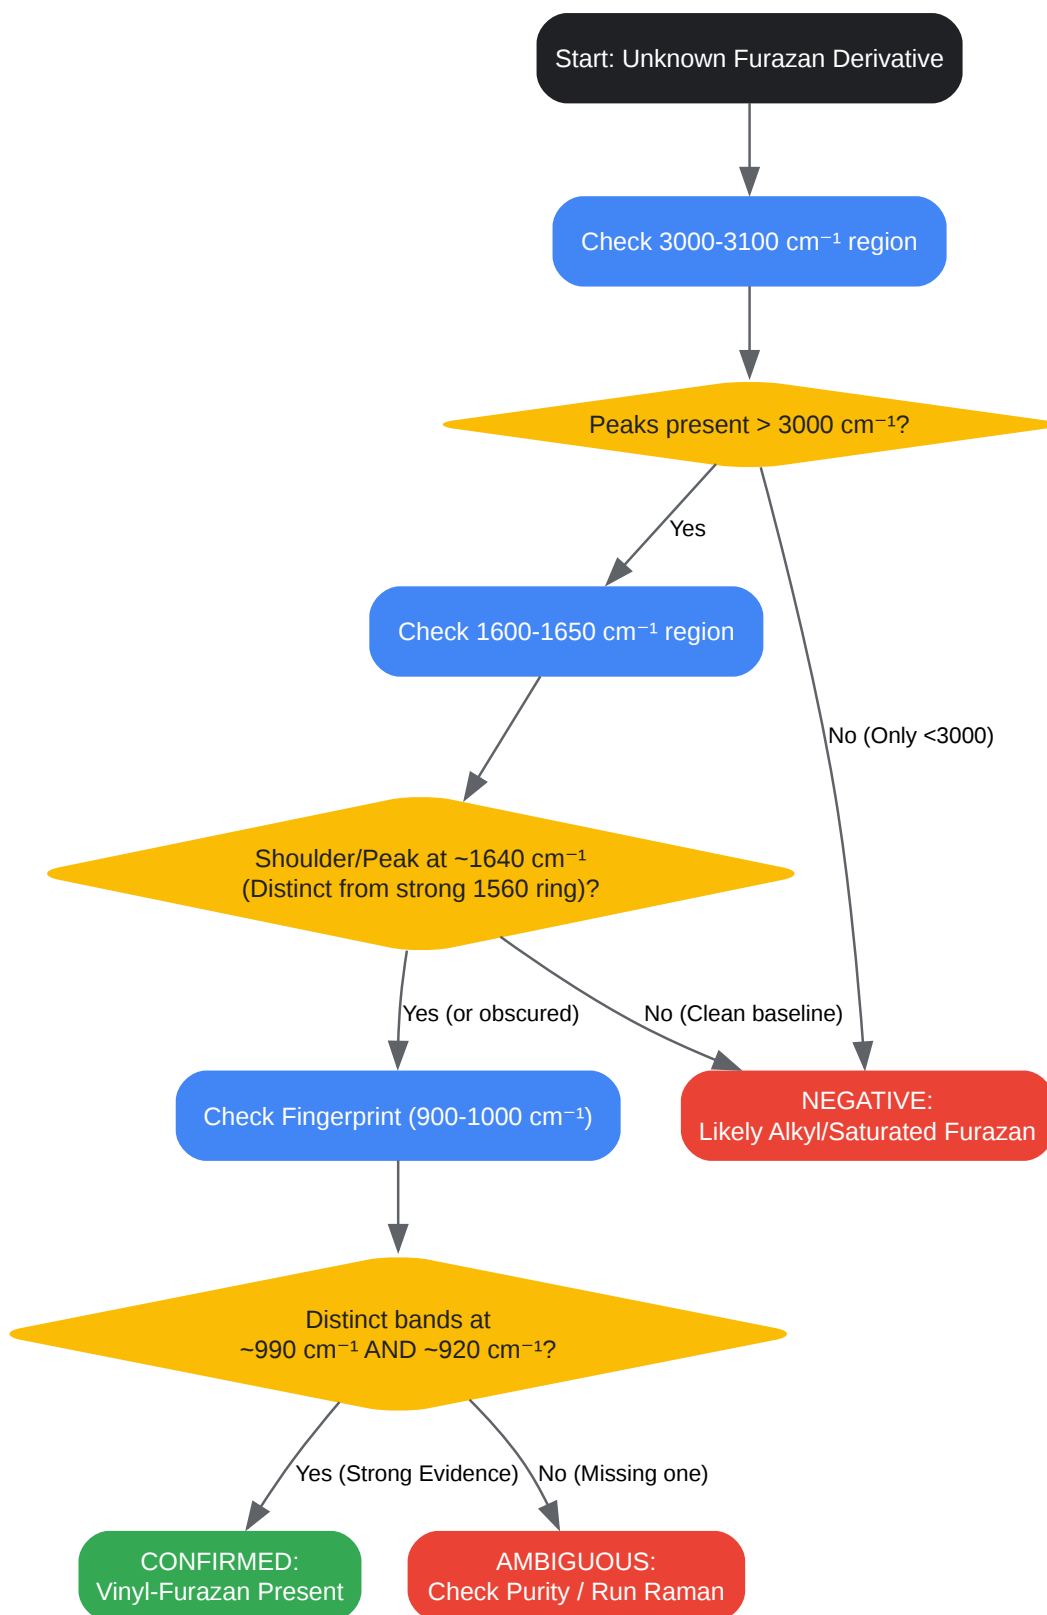 Start: Unknown Furazan Derivative
Check 3000-3100 cm⁻¹ region
Peaks present > 3000 cm⁻¹?
Yes
Check 1600-1650 cm⁻¹ region
No (Only <3000)
Shoulder/Peak at ~1640 cm⁻¹
(Distinct from strong 1560 ring)?
Yes (or obscured)
No (Clean baseline)
Check Fingerprint (900-1000 cm⁻¹)
NEGATIVE:
Likely Alkyl/Saturated Furazan
Distinct bands at
~990 cm⁻¹ AND ~920 cm⁻¹?
Yes (Strong Evidence)
No (Missing one)
CONFIRMED:
Vinyl-Furazan Present
AMBIGUOUS:
Check Purity / Run Raman